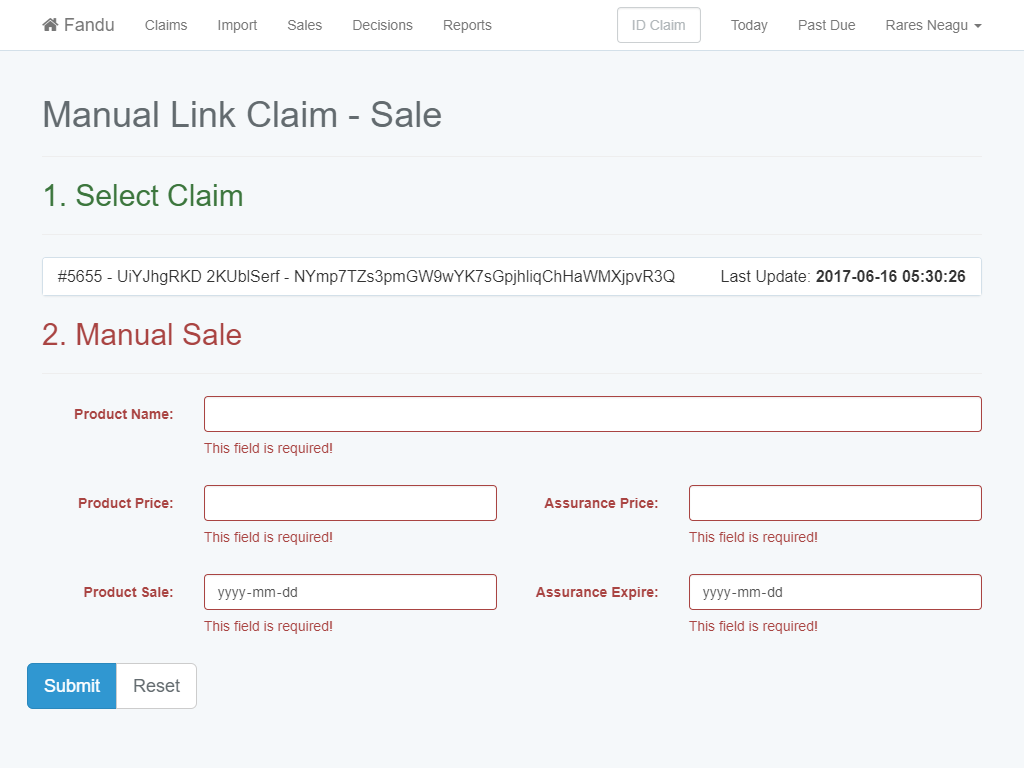 Fandu Claims Import Sales Decisions Reports ID Claim Today Past Due Rares Neagu
Manual Link Claim - Sale
1. Select Claim
#5655 - UiYJhgRKD 2KUblSerf - NYmp7TZs3pmGW9wYK7sGpjhliqChHaWMXjpvR3Q Last Update: 2017-06-16 05:30:26
2. Manual Sale
Product Name:
This field is required!
Product Price: Assurance Price:
This field is required! This field is required!
Product Sale: yyyy-mm-dd Assurance Expire: yyyy-mm-dd
This field is required! This field is required!
Submit Reset